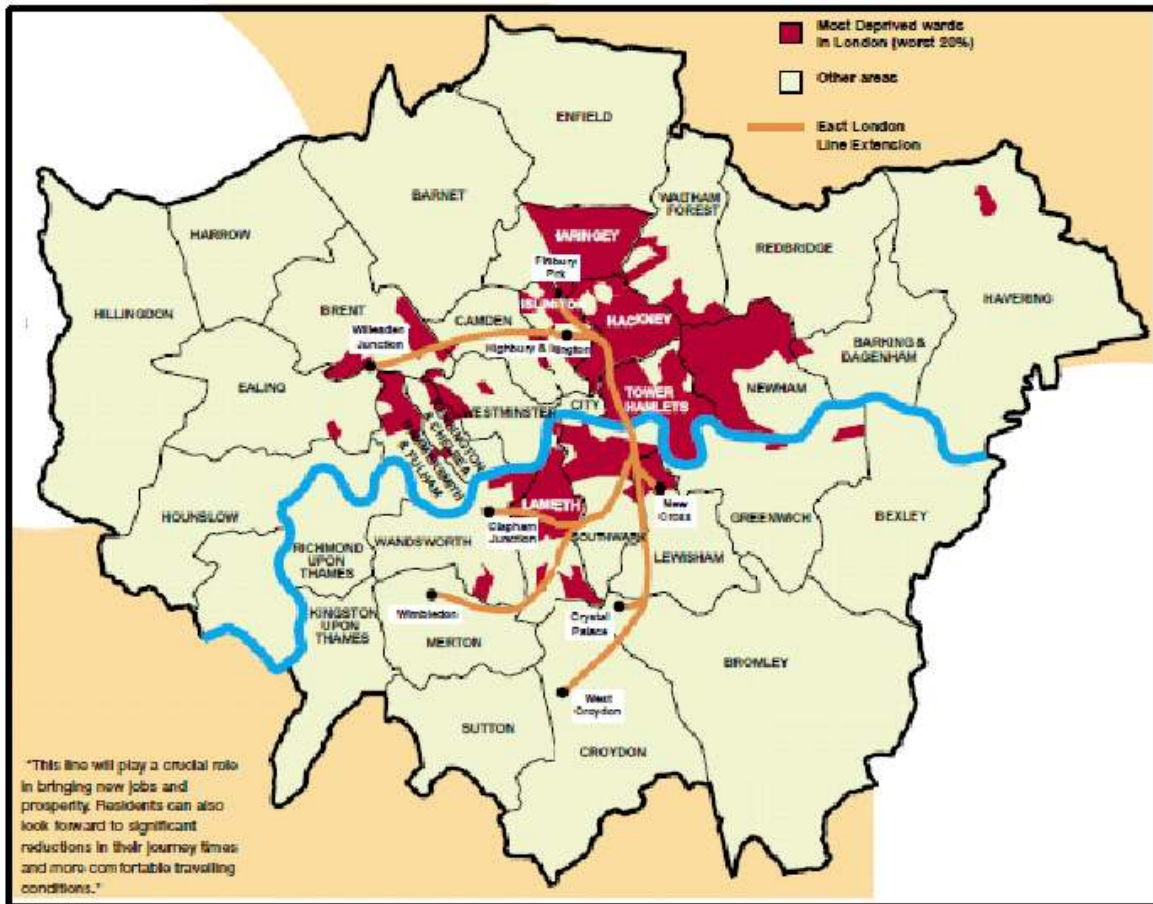 Most Deprived wards
in London (worst 20%)
Other areas
East London
Line Extension
ENFIELD
BARNET
HARROW
WALTHAM
FOREST
REDBRIDGE
HAVERING
HILLINGDON
BRENT
CAMDEN
HARINGEY
Finsbury
Park
ISLINGTON
HACKNEY
Willesden
Junction
Highbury & Islington
BARKING &
DAGENHAM
EALING
NEWHAM
TOWER
HAMLETS
CITY
WESTMINSTER
KENSINGTON
& CHELSEA
HAMMERSMITH
& FULHAM
HOUNSLOW
LAMBETH
Clapham
Junction
New
Cross
GREENWICH
BEXLEY
RICHMOND
UPON
THAMES
WANDSWORTH
SOUTHWARK
LEWISHAM
KINGSTON
UPON
THAMES
Wimbledon
MERTON
Crystal
Palace
BROMLEY
West
Croydon
SUTTON
CROYDON
"This line will play a crucial role
in bringing new jobs and
prosperity. Residents can also
look forward to significant
reductions in their journey times
and more comfortable travelling
conditions."